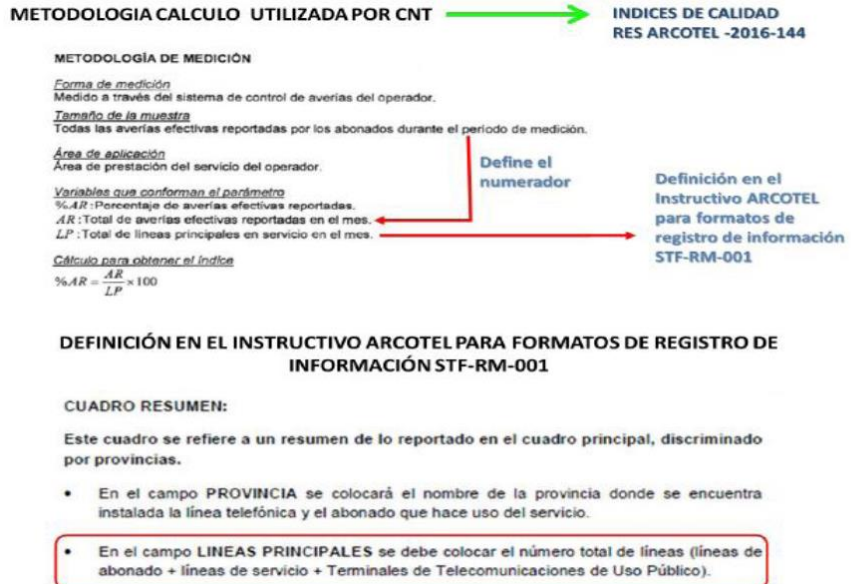 METODOLOGIA CALCULO UTILIZADA POR CNT
INDICES DE CALIDAD
RES ARCOTEL -2016-144
METODOLOGÍA DE MEDICIÓN
Forma de medición
Medido a través del sistema de control de averías del operador.
Tamaño de la muestra
Todas las averías efectivas reportadas por los abonados durante el período de medición.
Área de aplicación
Área de prestación del servicio del operador.
Define el
numerador
Variables que conforman el parámetro
%AR :Porcentaje de averías efectivas reportadas.
AR :Total de averías efectivas reportadas en el mes.
LP :Total de líneas principales en servicio en el mes.
Definición en el
Instructivo ARCOTEL
para formatos de
registro de información
STF-RM-001
Cálculo para obtener el índice
%AR = AR/LP ×100
DEFINICIÓN EN EL INSTRUCTIVO ARCOTEL PARA FORMATOS DE REGISTRO DE
INFORMACIÓN STF-RM-001
CUADRO RESUMEN:
Este cuadro se refiere a un resumen de lo reportado en el cuadro principal, discriminado
por provincias.
• En el campo PROVINCIA se colocará el nombre de la provincia donde se encuentra
instalada la línea telefónica y el abonado que hace uso del servicio.
• En el campo LINEAS PRINCIPALES se debe colocar el número total de líneas (líneas de
abonado + líneas de servicio + Terminales de Telecomunicaciones de Uso Público).